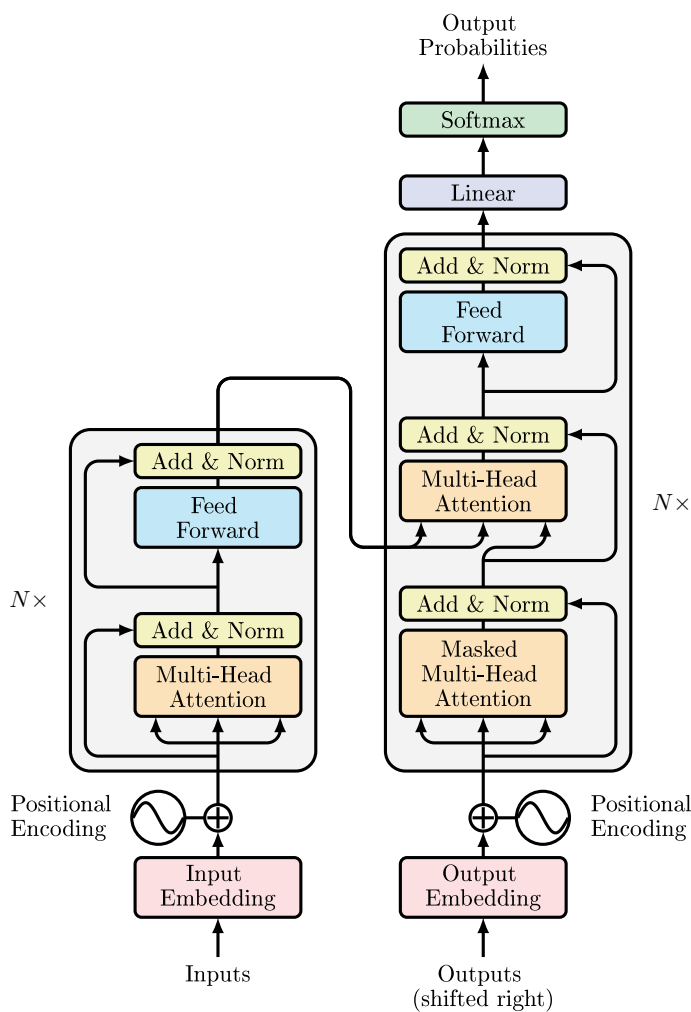 Output
Probabilities
Softmax
Linear
Add & Norm
Feed
Forward
Add & Norm
Multi-Head
Attention
N×
Add & Norm
Masked
Multi-Head
Attention
Add & Norm
Feed
Forward
N×
Add & Norm
Multi-Head
Attention
Positional
Encoding
Positional
Encoding
Input
Embedding
Output
Embedding
Inputs
Outputs
(shifted right)